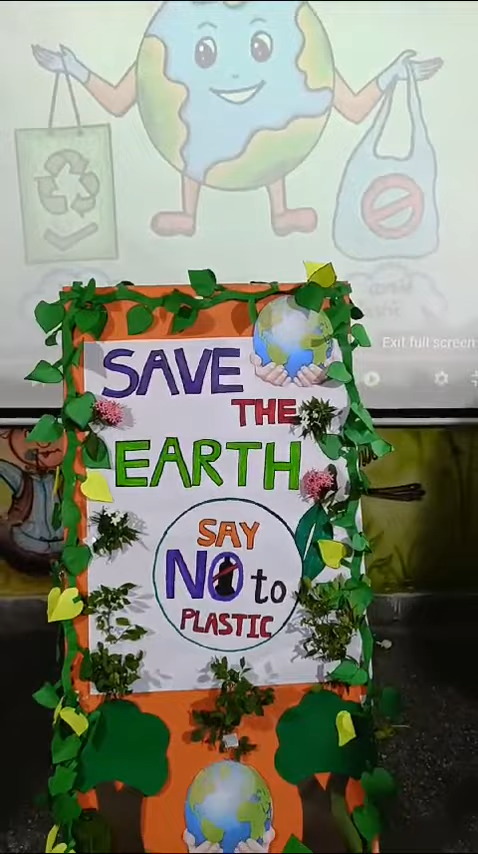 Exit full screen
SAVE
THE
EARTH
SAY
NO to
PLASTIC